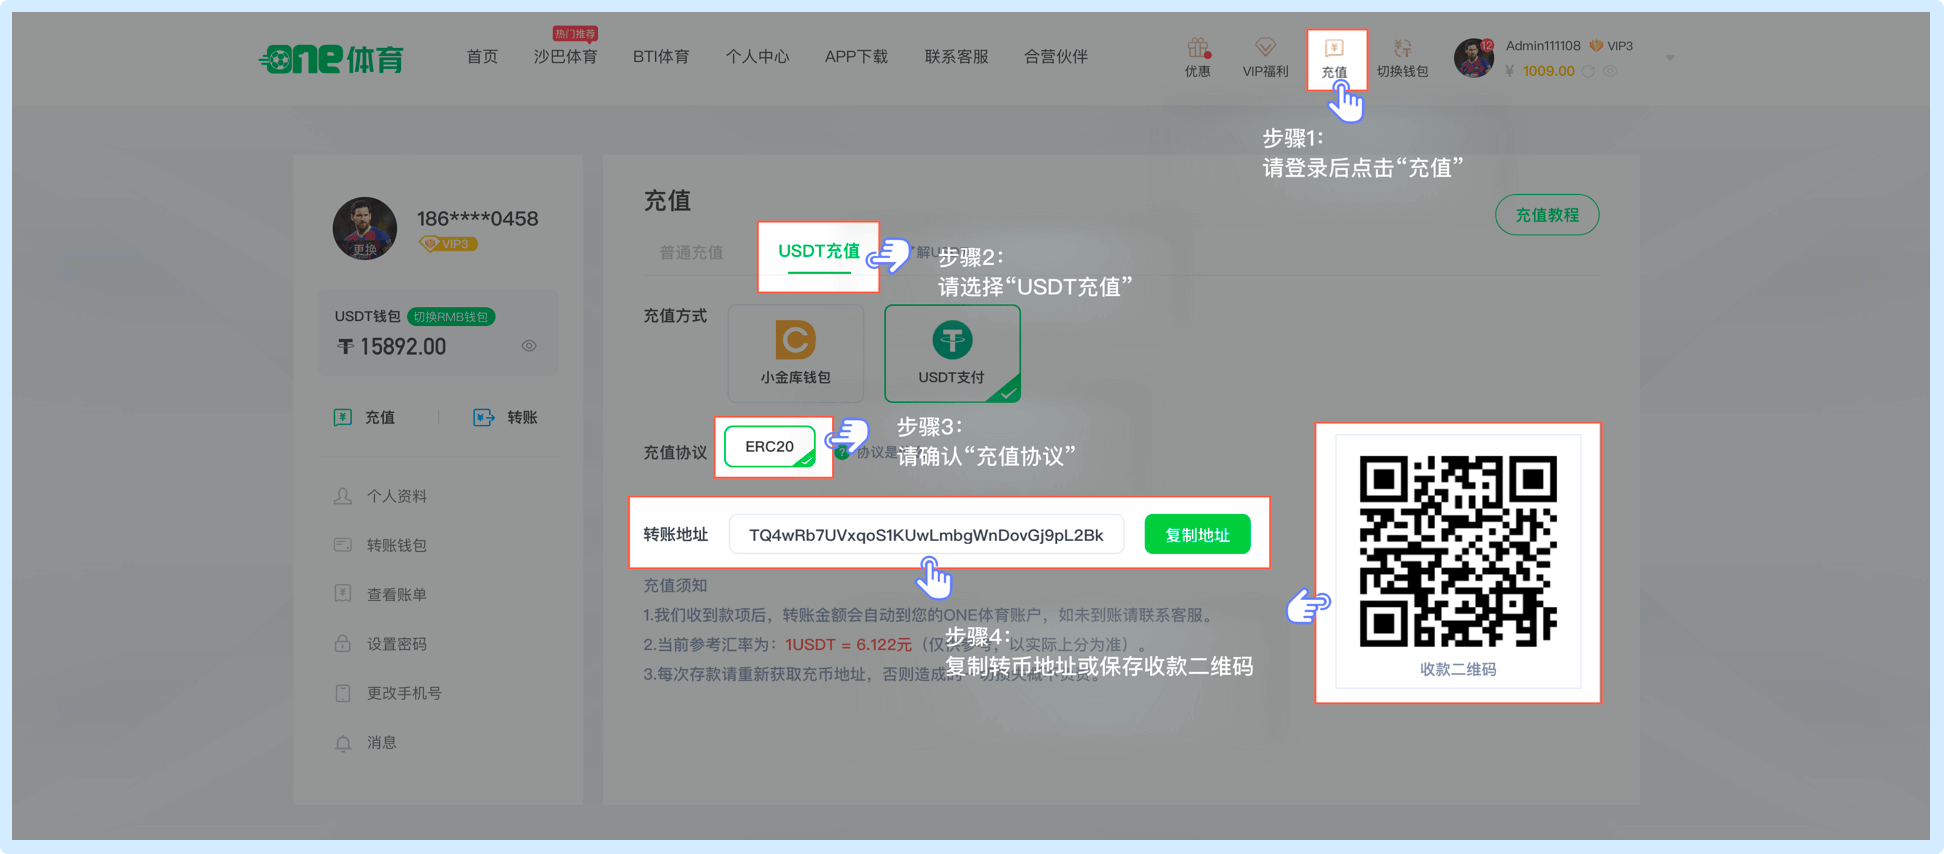 ONE体育
首页
热门推荐
沙巴体育
BTI体育
个人中心
APP下载
联系客服
合营伙伴
优惠
VIP福利
充值
切换钱包
12
Admin111108
VIP3
¥ 1009.00
步骤1：
请登录后点击“充值”
更换
186****0458
VIP3
USDT钱包
切换RMB钱包
15892.00
充值
转账
个人资料
转账钱包
查看账单
设置密码
更改手机号
消息
充值
充值教程
普通充值
USDT充值
解U
步骤2：
请选择“USDT充值”
充值方式
小金库钱包
USDT支付
充值协议
ERC20
协议是
步骤3：
请确认“充值协议”
转账地址
TQ4wRb7UVxqoS1KUwLmbgWnDovGj9pL2Bk
复制地址
充值须知
1.我们收到款项后，转账金额会自动到您的ONE体育账户，如未到账请联系客服。
2.当前参考汇率为：1USDT = 6.122元（仅供参考，以实际上分为准）。
3.每次存款请重新获取充币地址，否则造成的一切损失概不负责。
步骤4：
复制转币地址或保存收款二维码
收款二维码